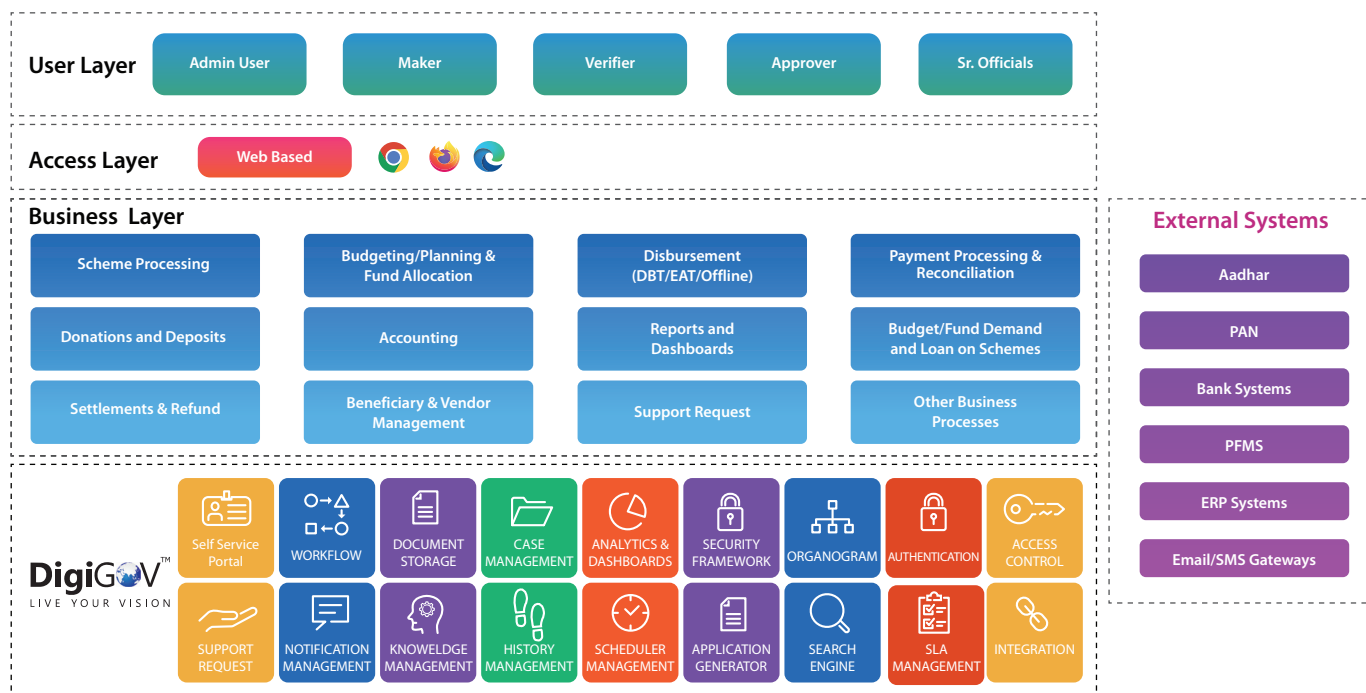 User Layer
Admin User
Maker
Verifier
Approver
Sr. Officials
Access Layer
Web Based
Business Layer
Scheme Processing
Budgeting/Planning &
Fund Allocation
Disbursement
(DBT/EAT/Offline)
Payment Processing &
Reconciliation
Donations and Deposits
Accounting
Reports and
Dashboards
Budget/Fund Demand
and Loan on Schemes
Settlements & Refund
Beneficiary & Vendor
Management
Support Request
Other Business
Processes
External Systems
Aadhar
PAN
Bank Systems
PFMS
ERP Systems
Email/SMS Gateways
DigiGOV™
LIVE YOUR VISION
Self Service
Portal
WORKFLOW
DOCUMENT
STORAGE
CASE
MANAGEMENT
ANALYTICS &
DASHBOARDS
SECURITY
FRAMEWORK
ORGANOGRAM
AUTHENTICATION
ACCESS
CONTROL
SUPPORT
REQUEST
NOTIFICATION
MANAGEMENT
KNOWELDGE
MANAGEMENT
HISTORY
MANAGEMENT
SCHEDULER
MANAGEMENT
APPLICATION
GENERATOR
SEARCH
ENGINE
SLA
MANAGEMENT
INTEGRATION